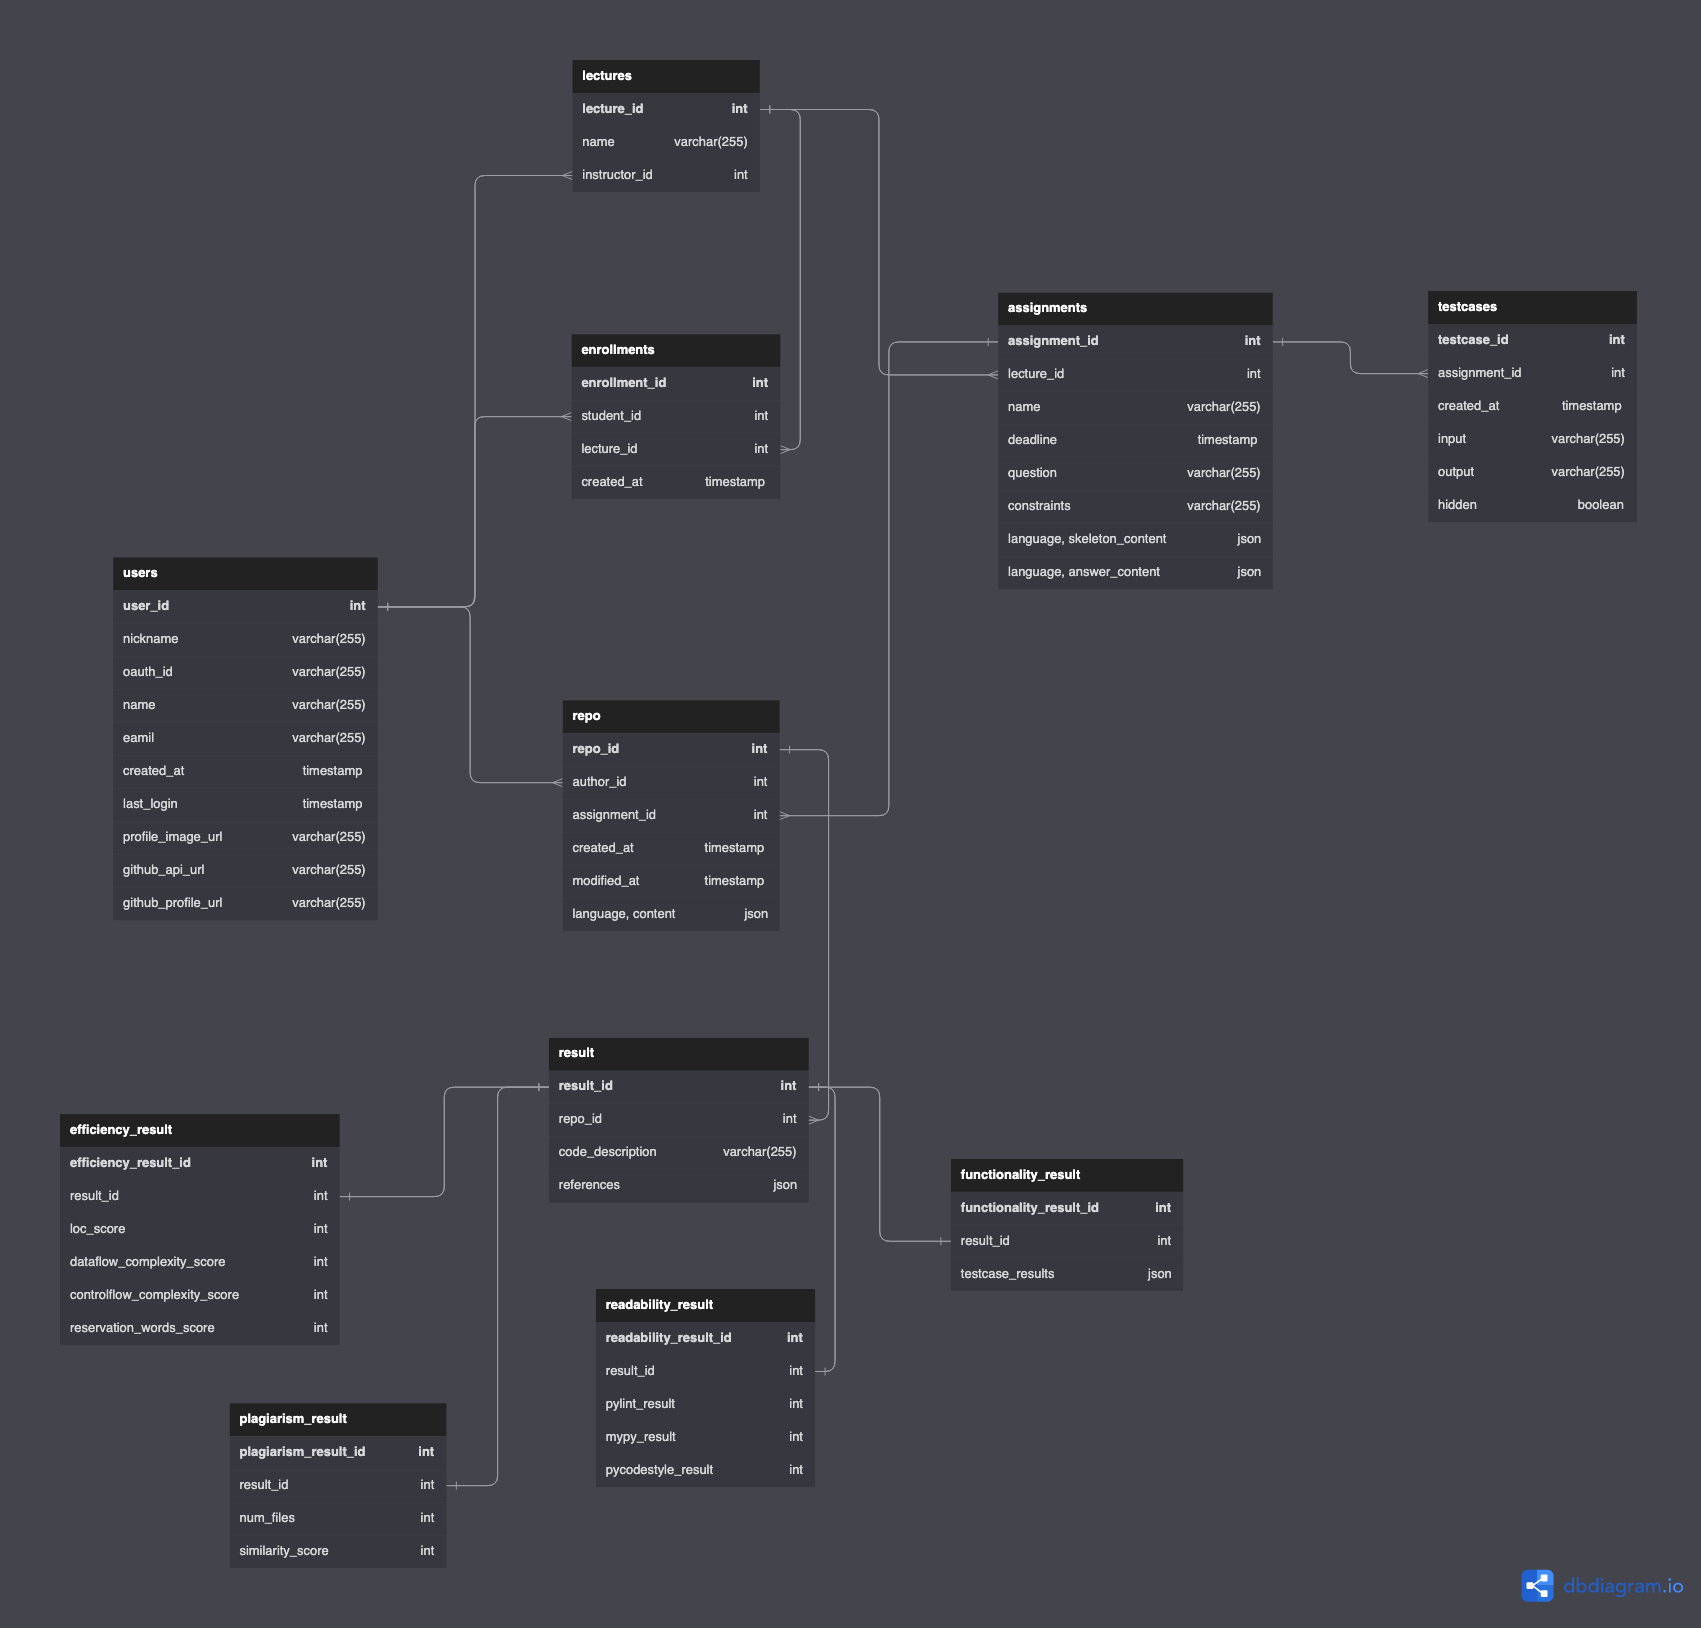 lectures
lecture_id int
name varchar(255)
instructor_id int
enrollments
enrollment_id int
student_id int
lecture_id int
created_at timestamp
assignments
assignment_id int
lecture_id int
name varchar(255)
deadline timestamp
question varchar(255)
constraints varchar(255)
language, skeleton_content json
language, answer_content json
testcases
testcase_id int
assignment_id int
created_at timestamp
input varchar(255)
output varchar(255)
hidden boolean
users
user_id int
nickname varchar(255)
oauth_id varchar(255)
name varchar(255)
eamil varchar(255)
created_at timestamp
last_login timestamp
profile_image_url varchar(255)
github_api_url varchar(255)
github_profile_url varchar(255)
repo
repo_id int
author_id int
assignment_id int
created_at timestamp
modified_at timestamp
language, content json
result
result_id int
repo_id int
code_description varchar(255)
references json
efficiency_result
efficiency_result_id int
result_id int
loc_score int
dataflow_complexity_score int
controlflow_complexity_score int
reservation_words_score int
functionality_result
functionality_result_id int
result_id int
testcase_results json
readability_result
readability_result_id int
result_id int
pylint_result int
mypy_result int
pycodestyle_result int
plagiarism_result
plagiarism_result_id int
result_id int
num_files int
similarity_score int
dbdiagram.io